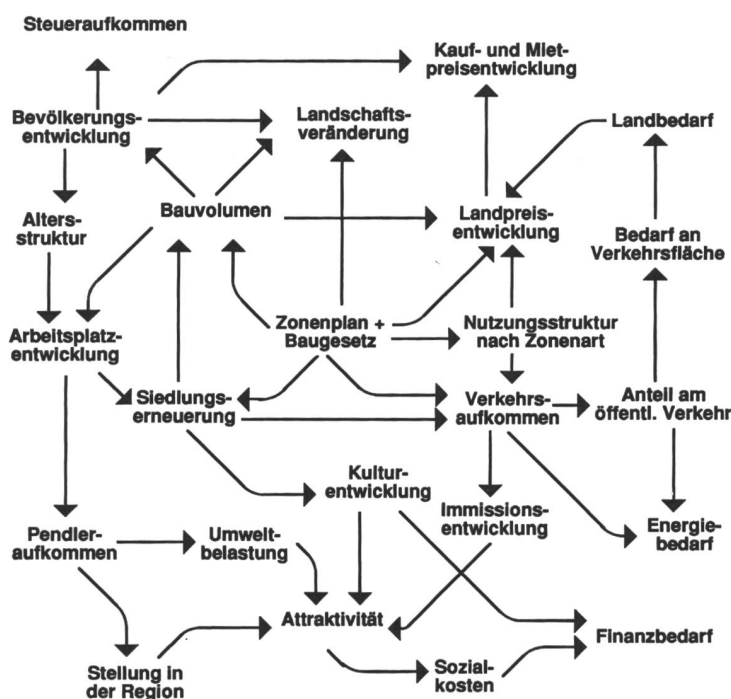 Steueraufkommen
Kauf- und Miet-
preisentwicklung
Bevölkerungs-
entwicklung
Landschafts-
veränderung
Landbedarf
Alters-
struktur
Bauvolumen
Landpreis-
entwicklung
Bedarf an
Verkehrsfläche
Arbeitsplatz-
entwicklung
Zonenplan +
Baugesetz
Nutzungsstruktur
nach Zonenart
Siedlungs-
erneuerung
Verkehrs-
aufkommen
Anteil am
öffentl. Verkehr
Kultur-
entwicklung
Immissions-
entwicklung
Energie-
bedarf
Pendler-
aufkommen
Umwelt-
belastung
Attraktivität
Finanzbedarf
Stellung in
der Region
Sozial-
kosten